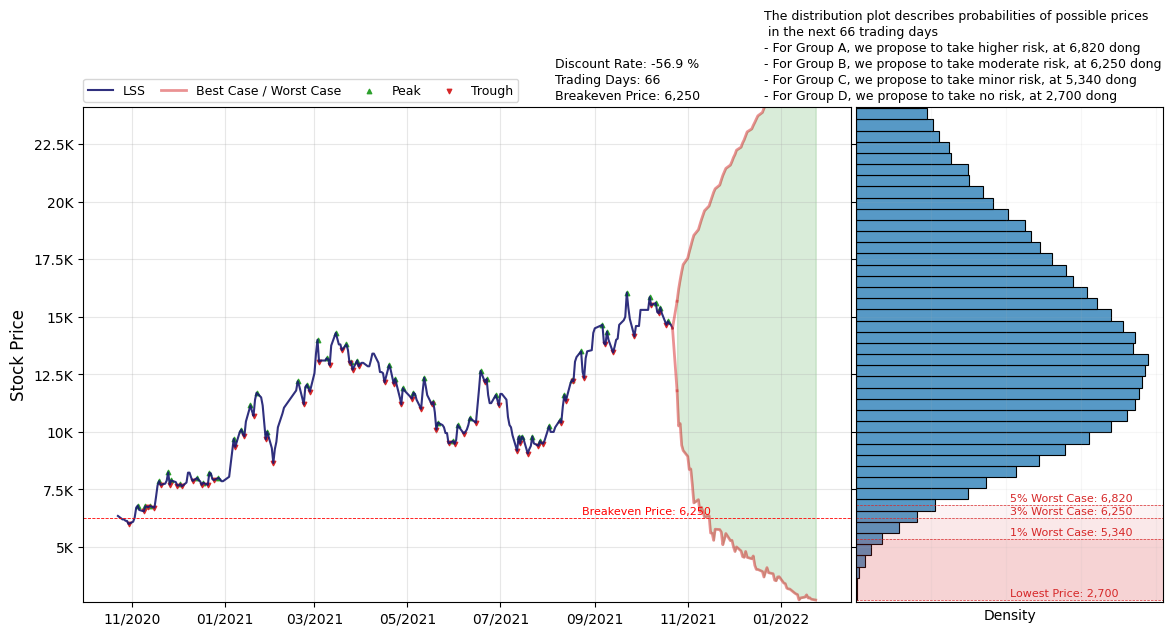 The distribution plot describes probabilities of possible prices
in the next 66 trading days
- For Group A, we propose to take higher risk, at 6,820 dong
- For Group B, we propose to take moderate risk, at 6,250 dong
- For Group C, we propose to take minor risk, at 5,340 dong
- For Group D, we propose to take no risk, at 2,700 dong
Discount Rate: -56.9 %
Trading Days: 66
Breakeven Price: 6,250
LSS
Best Case / Worst Case
Peak
Trough
Stock Price
22.5K
20K
17.5K
15K
12.5K
10K
7.5K
5K
Breakeven Price: 6,250
5% Worst Case: 6,820
3% Worst Case: 6,250
1% Worst Case: 5,340
Lowest Price: 2,700
11/2020
01/2021
03/2021
05/2021
07/2021
09/2021
11/2021
01/2022
Density